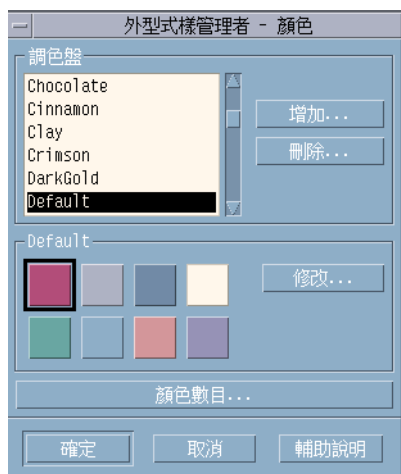 外型式樣管理者 - 顏色
調色盤
Chocolate
Cinnamon
Clay
Crimson
DarkGold
Default
增加...
刪除...
Default
修改...
顏色數目...
確定
取消
輔助說明